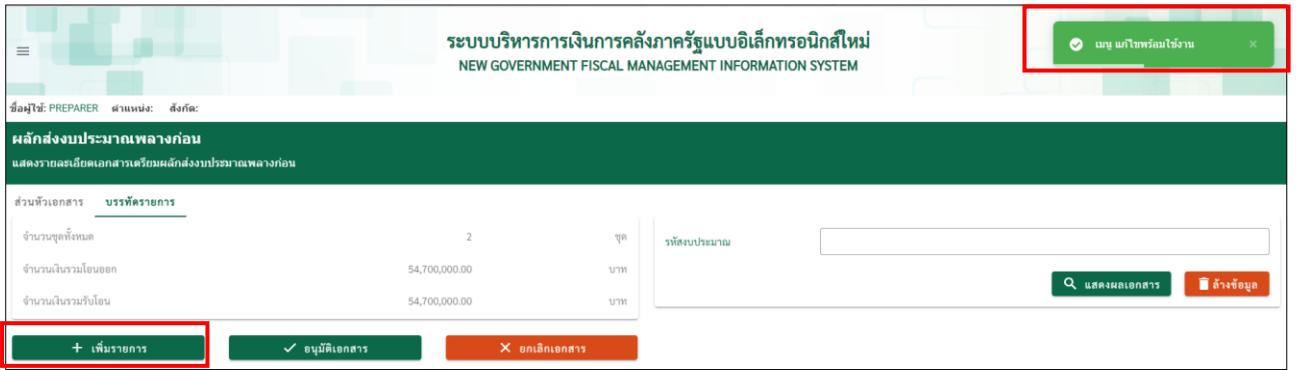 ระบบบริหารการเงินการคลังภาครัฐแบบอิเล็กทรอนิกส์ใหม่
NEW GOVERNMENT FISCAL MANAGEMENT INFORMATION SYSTEM
เมนู แก้ไขพร้อมใช้งาน
ชื่อผู้ใช้: PREPARER ตำแหน่ง: สังกัด:
ผลักส่งงบประมาณพลางก่อน
แสดงรายละเอียดเอกสารเตรียมผลักส่งงบประมาณพลางก่อน
ส่วนหัวเอกสาร บรรทัดรายการ
จำนวนชุดทั้งหมด 2 ชุด
จำนวนเงินรวมโอนออก 54,700,000.00 บาท
จำนวนเงินรวมรับโอน 54,700,000.00 บาท
รหัสงบประมาณ
แสดงผลเอกสาร ล้างข้อมูล
+ เพิ่มรายการ อนุมัติเอกสาร ยกเลิกเอกสาร